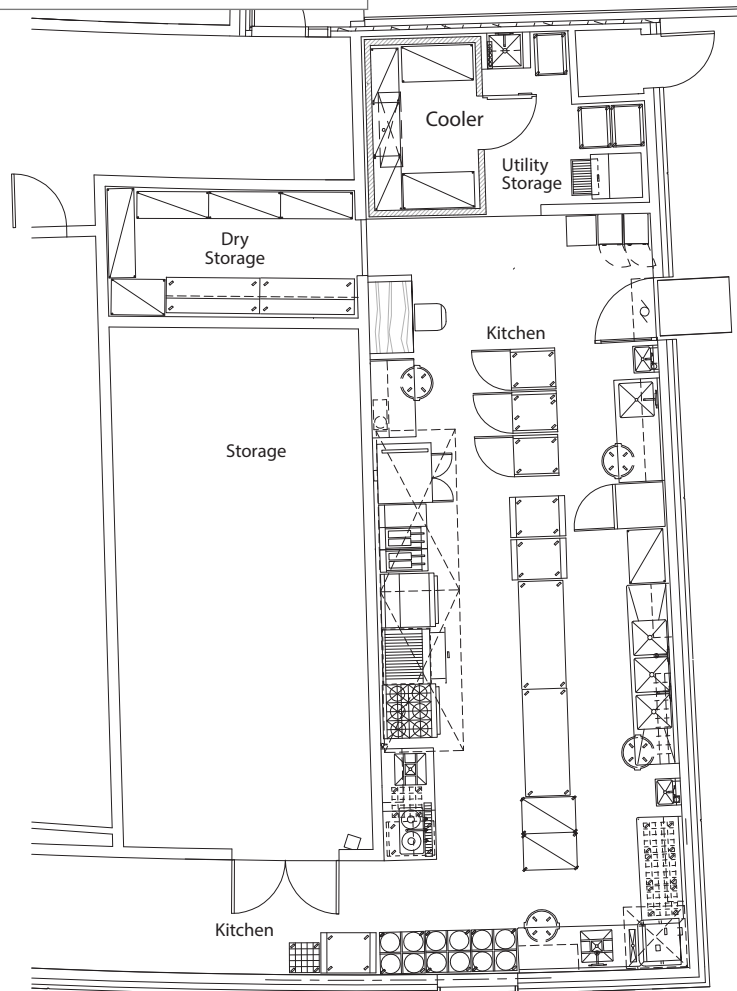 Cooler
Utility
Storage
Dry
Storage
Kitchen
Storage
Kitchen